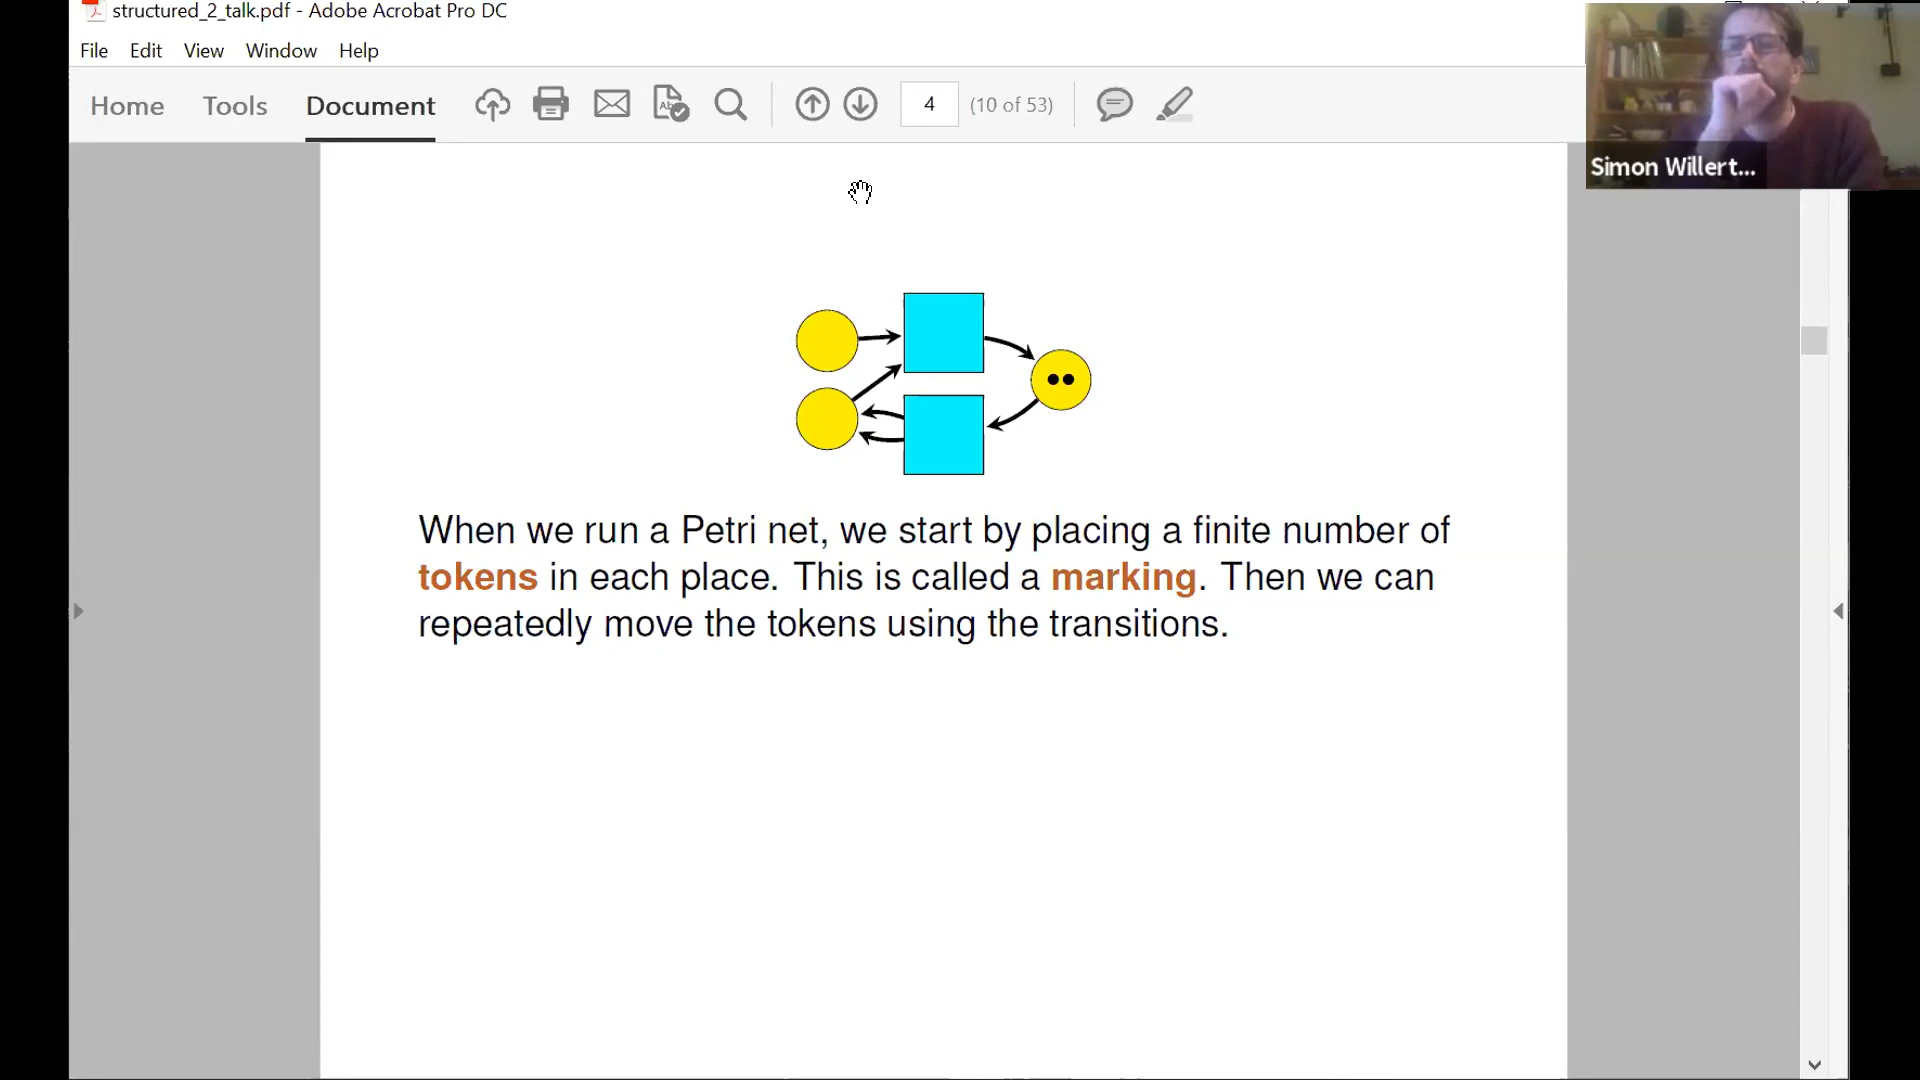 structured_2_talk.pdf - Adobe Acrobat Pro DC
File Edit View Window Help
Home Tools Document 4 (10 of 53)
Simon Willert...
When we run a Petri net, we start by placing a finite number of
tokens in each place. This is called a marking. Then we can
repeatedly move the tokens using the transitions.